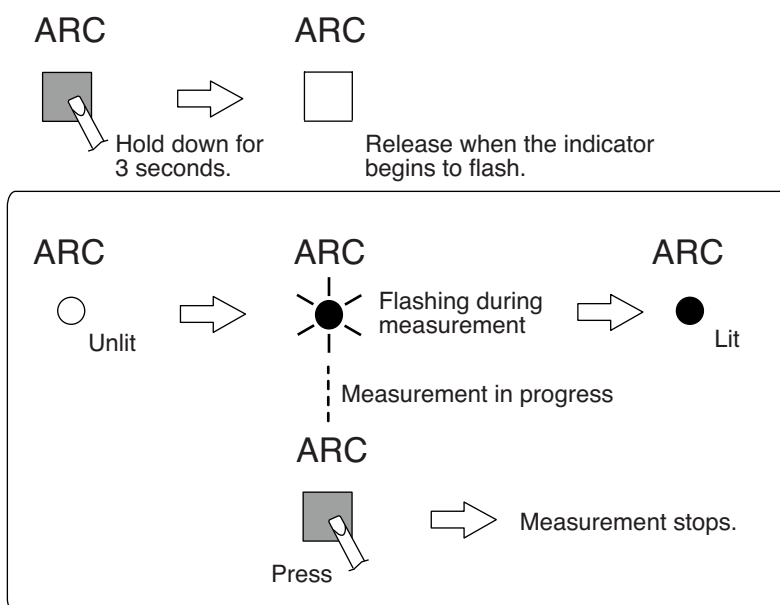 ARC
ARC
Hold down for
3 seconds.
Release when the indicator
begins to flash.
ARC
ARC
ARC
Unlit
Flashing during
measurement
Lit
Measurement in progress
ARC
Press
Measurement stops.